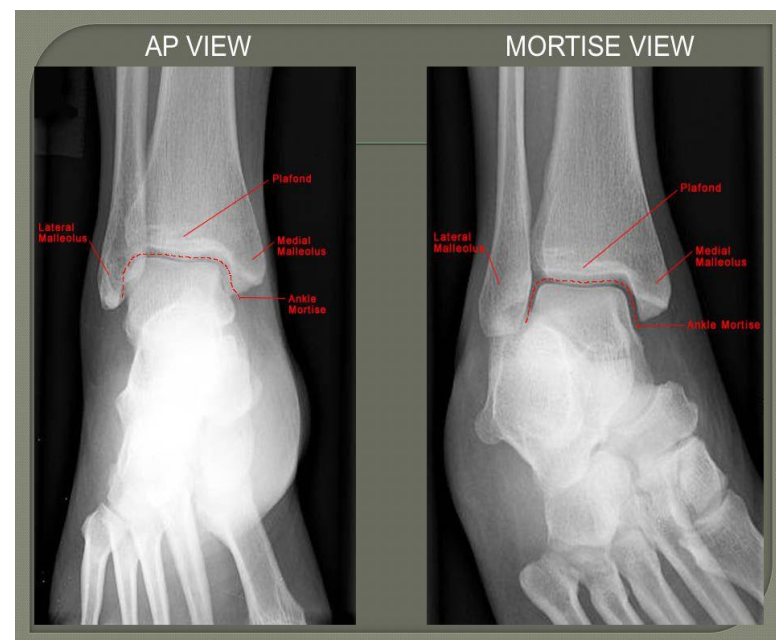 AP VIEW
Plafond
Lateral
Malleolus
Medial
Malleolus
Ankle
Mortise
MORTISE VIEW
Plafond
Lateral
Malleolus
Medial
Malleolus
Ankle Mortise